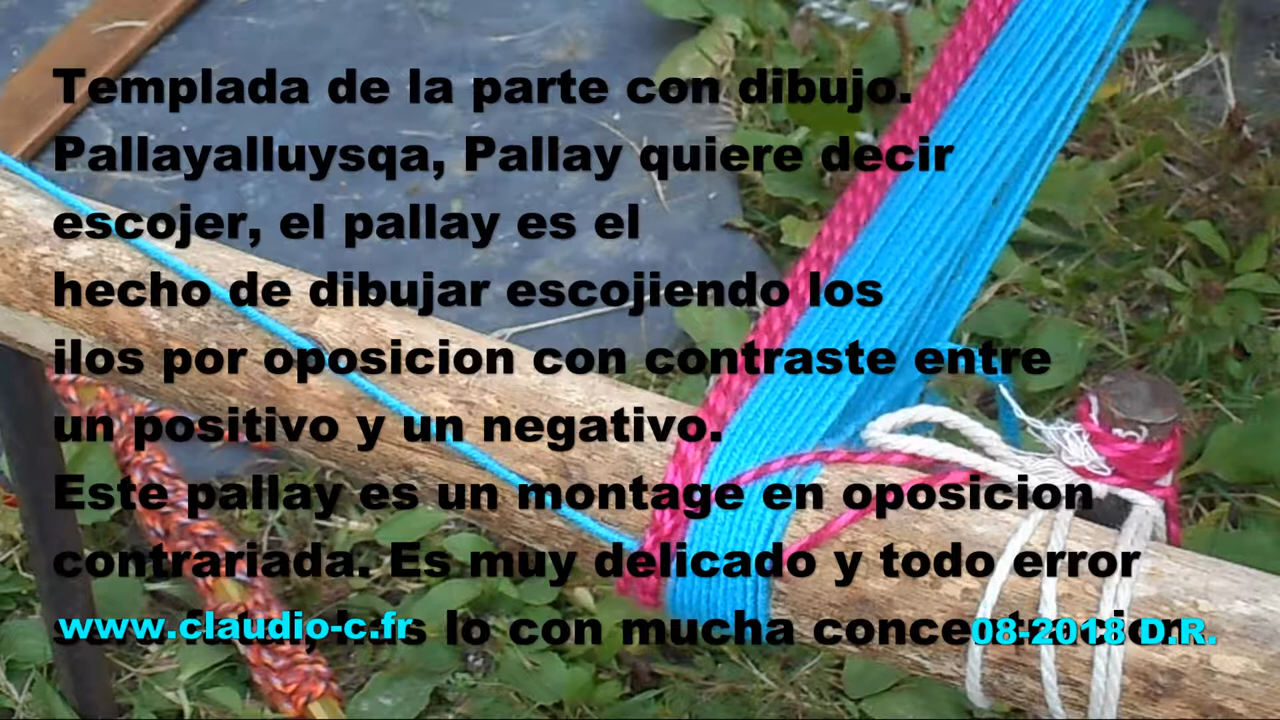 Templada de la parte con dibujo.
Pallayalluysqa, Pallay quiere decir
escojer, el pallay es el
hecho de dibujar escojiendo los
ilos por oposicion con contraste entre
un positivo y un negativo.
Este pallay es un montage en oposicion
contrariada. Es muy delicado y todo error
lo con mucha concentracion
www.claudio-c.fr
08-2018 D.R.